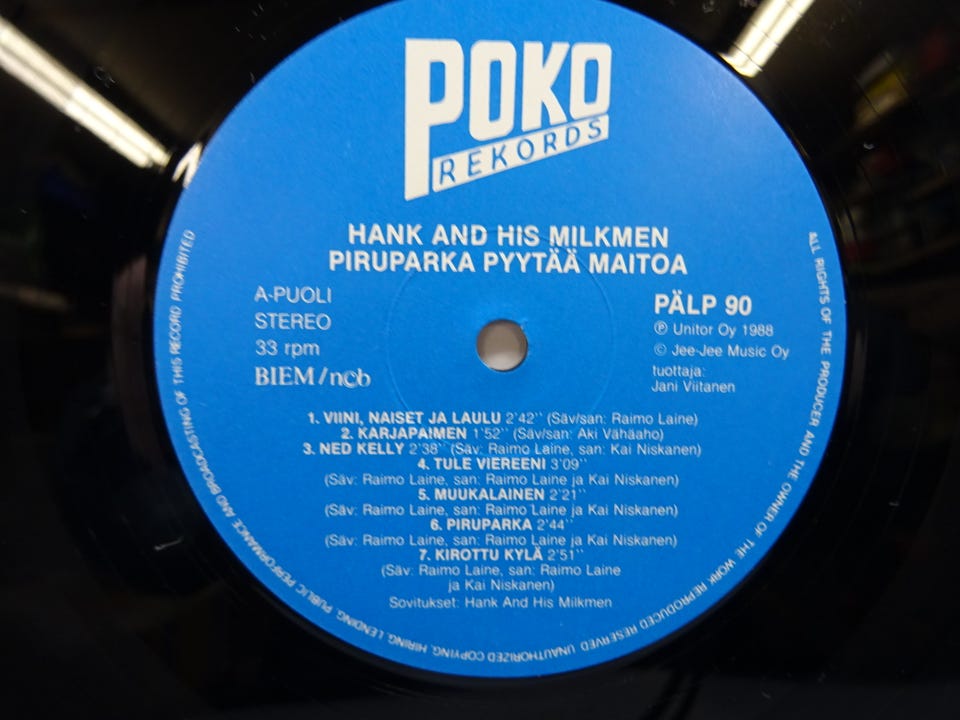 POKO
REKORDS
HANK AND HIS MILKMEN
PIRUPARKA PYYTÄÄ MAITOA
A-PUOLI
STEREO
33 rpm
BIEM/ncb
PÄLP 90
℗ Unitor Oy 1988
© Jee-Jee Music Oy
tuottaja:
Jani Viitanen
1. VIINI, NAISET JA LAULU 2'42'' (Säv/san: Raimo Laine)
2. KARJAPAIMEN 1'52'' (Säv/san: Aki Vähäaho)
3. NED KELLY 2'38'' (Säv: Raimo Laine, san: Kai Niskanen)
4. TULE VIEREENI 3'09''
(Säv: Raimo Laine, san: Raimo Laine ja Kai Niskanen)
5. MUUKALAINEN 2'21''
(Säv: Raimo Laine, san: Raimo Laine ja Kai Niskanen)
6. PIRUPARKA 2'44''
(Säv: Raimo Laine, san: Raimo Laine ja Kai Niskanen)
7. KIROTTU KYLÄ 2'51''
(Säv: Raimo Laine, san: Raimo Laine
ja Kai Niskanen)
Sovitukset: Hank And His Milkmen
ALL RIGHTS OF THE PRODUCER AND THE OWNER OF THE WORK REPRODUCED RESERVED UNAUTHORIZED COPYING, HIRING, LENDING, PUBLIC PERFORMANCE AND BROADCASTING OF THIS RECORD PROHIBITED